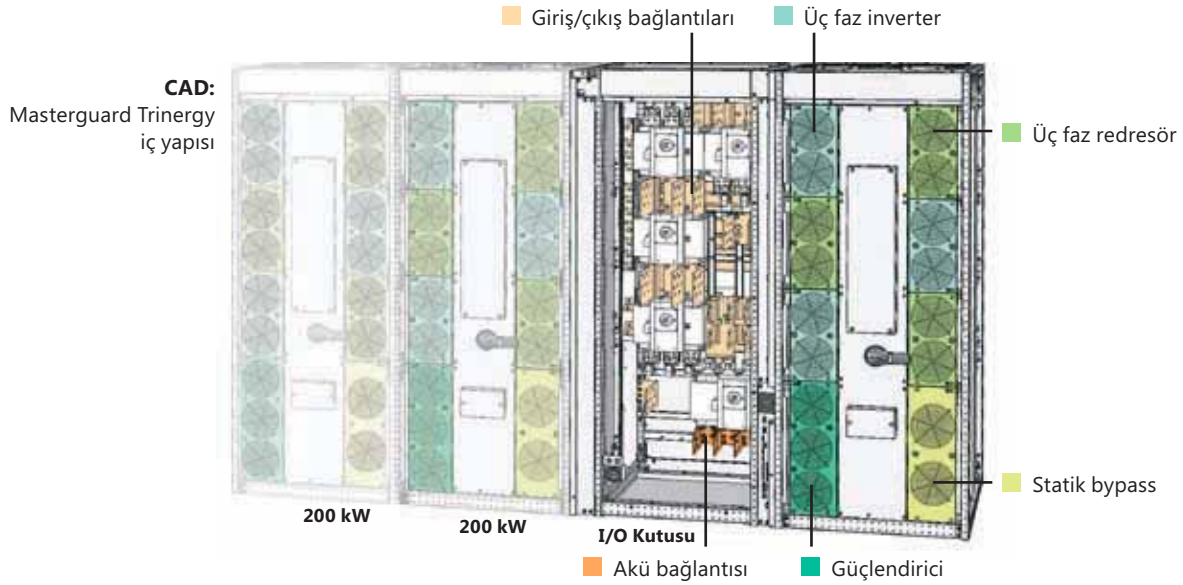 Giriş/çıkış bağlantıları
Üç faz inverter
CAD:
Masterguard Trinergy
iç yapısı
Üç faz redresör
Statik bypass
200 kW
200 kW
I/O Kutusu
Akü bağlantısı
Güçlendirici